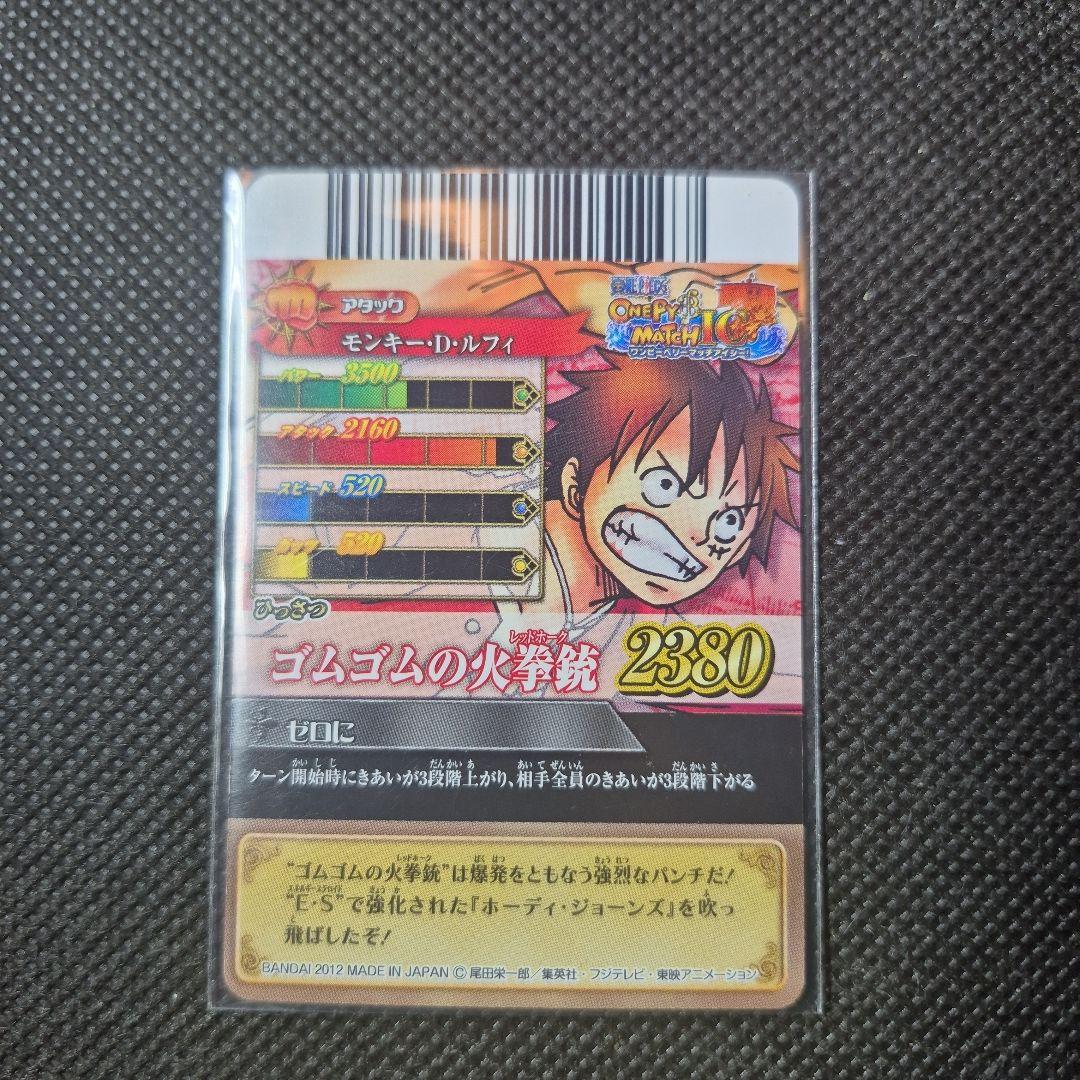 アタック
ONE PIECE
ONEPY
MATCH IC
ワンピーベリーマッチアイシー!
モンキー・D・ルフィ
パワー 3500
アタック 2160
スピード 520
520
ひっさつ
レッドホーク
ゴムゴムの火拳銃 2380
ゼロに
かいしじ だんかいあ あいてぜんいん だんかいさ
ターン開始時にきあいが3段階上がり、相手全員のきあいが3段階下がる
レッドホーク ばくはつ きょうれつ
“ゴムゴムの火拳銃”は爆発をともなう強烈なパンチだ!
エネルギーステロイド きょうか ふ
“E・S”で強化された『ホーディ・ジョーンズ』を吹っ
と
飛ばしたぞ!
BANDAI 2012 MADE IN JAPAN Ⓒ 尾田栄一郎/集英社・フジテレビ・東映アニメーション